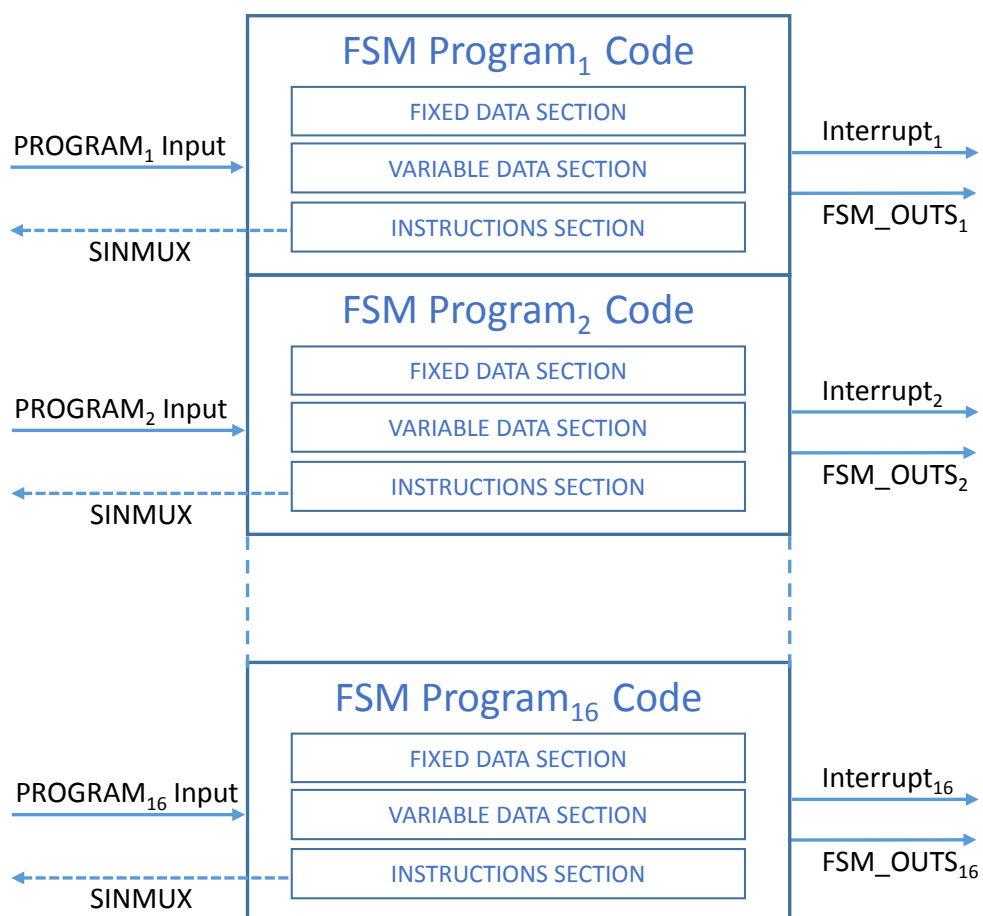 FSM Program₁ Code
FIXED DATA SECTION
PROGRAM₁ Input
VARIABLE DATA SECTION
Interrupt₁
INSTRUCTIONS SECTION
FSM_OUTS₁
SINMUX
FSM Program₂ Code
FIXED DATA SECTION
PROGRAM₂ Input
VARIABLE DATA SECTION
Interrupt₂
INSTRUCTIONS SECTION
FSM_OUTS₂
SINMUX
FSM Program₁₆ Code
FIXED DATA SECTION
PROGRAM₁₆ Input
VARIABLE DATA SECTION
Interrupt₁₆
INSTRUCTIONS SECTION
FSM_OUTS₁₆
SINMUX